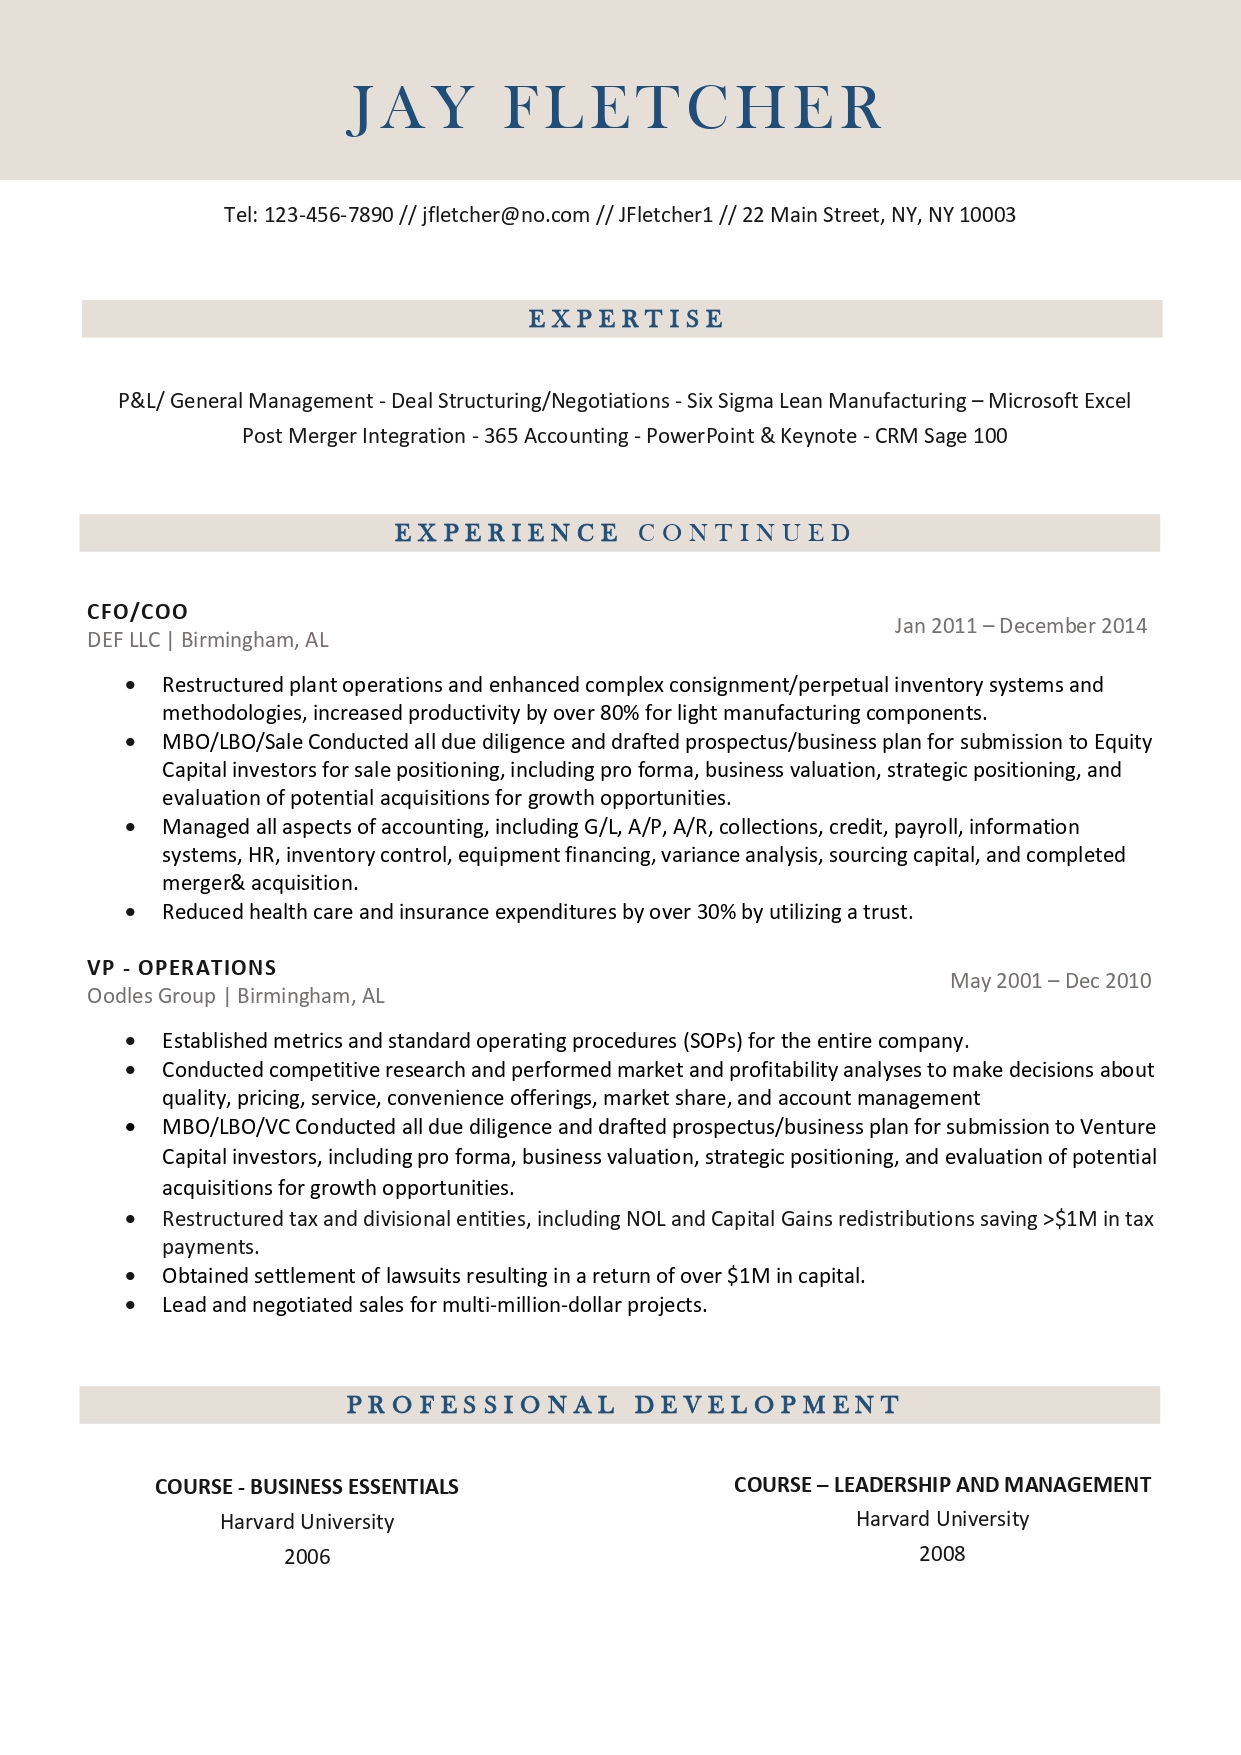 JAY FLETCHER
Tel: 123-456-7890 // jfletcher@no.com // JFletcher1 // 22 Main Street, NY, NY 10003
EXPERTISE
P&L/ General Management - Deal Structuring/Negotiations - Six Sigma Lean Manufacturing – Microsoft Excel
Post Merger Integration - 365 Accounting - PowerPoint & Keynote - CRM Sage 100
EXPERIENCE CONTINUED
CFO/COO
DEF LLC | Birmingham, AL
Jan 2011 – December 2014
• Restructured plant operations and enhanced complex consignment/perpetual inventory systems and
methodologies, increased productivity by over 80% for light manufacturing components.
• MBO/LBO/Sale Conducted all due diligence and drafted prospectus/business plan for submission to Equity
Capital investors for sale positioning, including pro forma, business valuation, strategic positioning, and
evaluation of potential acquisitions for growth opportunities.
• Managed all aspects of accounting, including G/L, A/P, A/R, collections, credit, payroll, information
systems, HR, inventory control, equipment financing, variance analysis, sourcing capital, and completed
merger& acquisition.
• Reduced health care and insurance expenditures by over 30% by utilizing a trust.
VP - OPERATIONS
Oodles Group | Birmingham, AL
May 2001 – Dec 2010
• Established metrics and standard operating procedures (SOPs) for the entire company.
• Conducted competitive research and performed market and profitability analyses to make decisions about
quality, pricing, service, convenience offerings, market share, and account management
• MBO/LBO/VC Conducted all due diligence and drafted prospectus/business plan for submission to Venture
Capital investors, including pro forma, business valuation, strategic positioning, and evaluation of potential
acquisitions for growth opportunities.
• Restructured tax and divisional entities, including NOL and Capital Gains redistributions saving >$1M in tax
payments.
• Obtained settlement of lawsuits resulting in a return of over $1M in capital.
• Lead and negotiated sales for multi-million-dollar projects.
PROFESSIONAL DEVELOPMENT
COURSE - BUSINESS ESSENTIALS
Harvard University
2006
COURSE – LEADERSHIP AND MANAGEMENT
Harvard University
2008